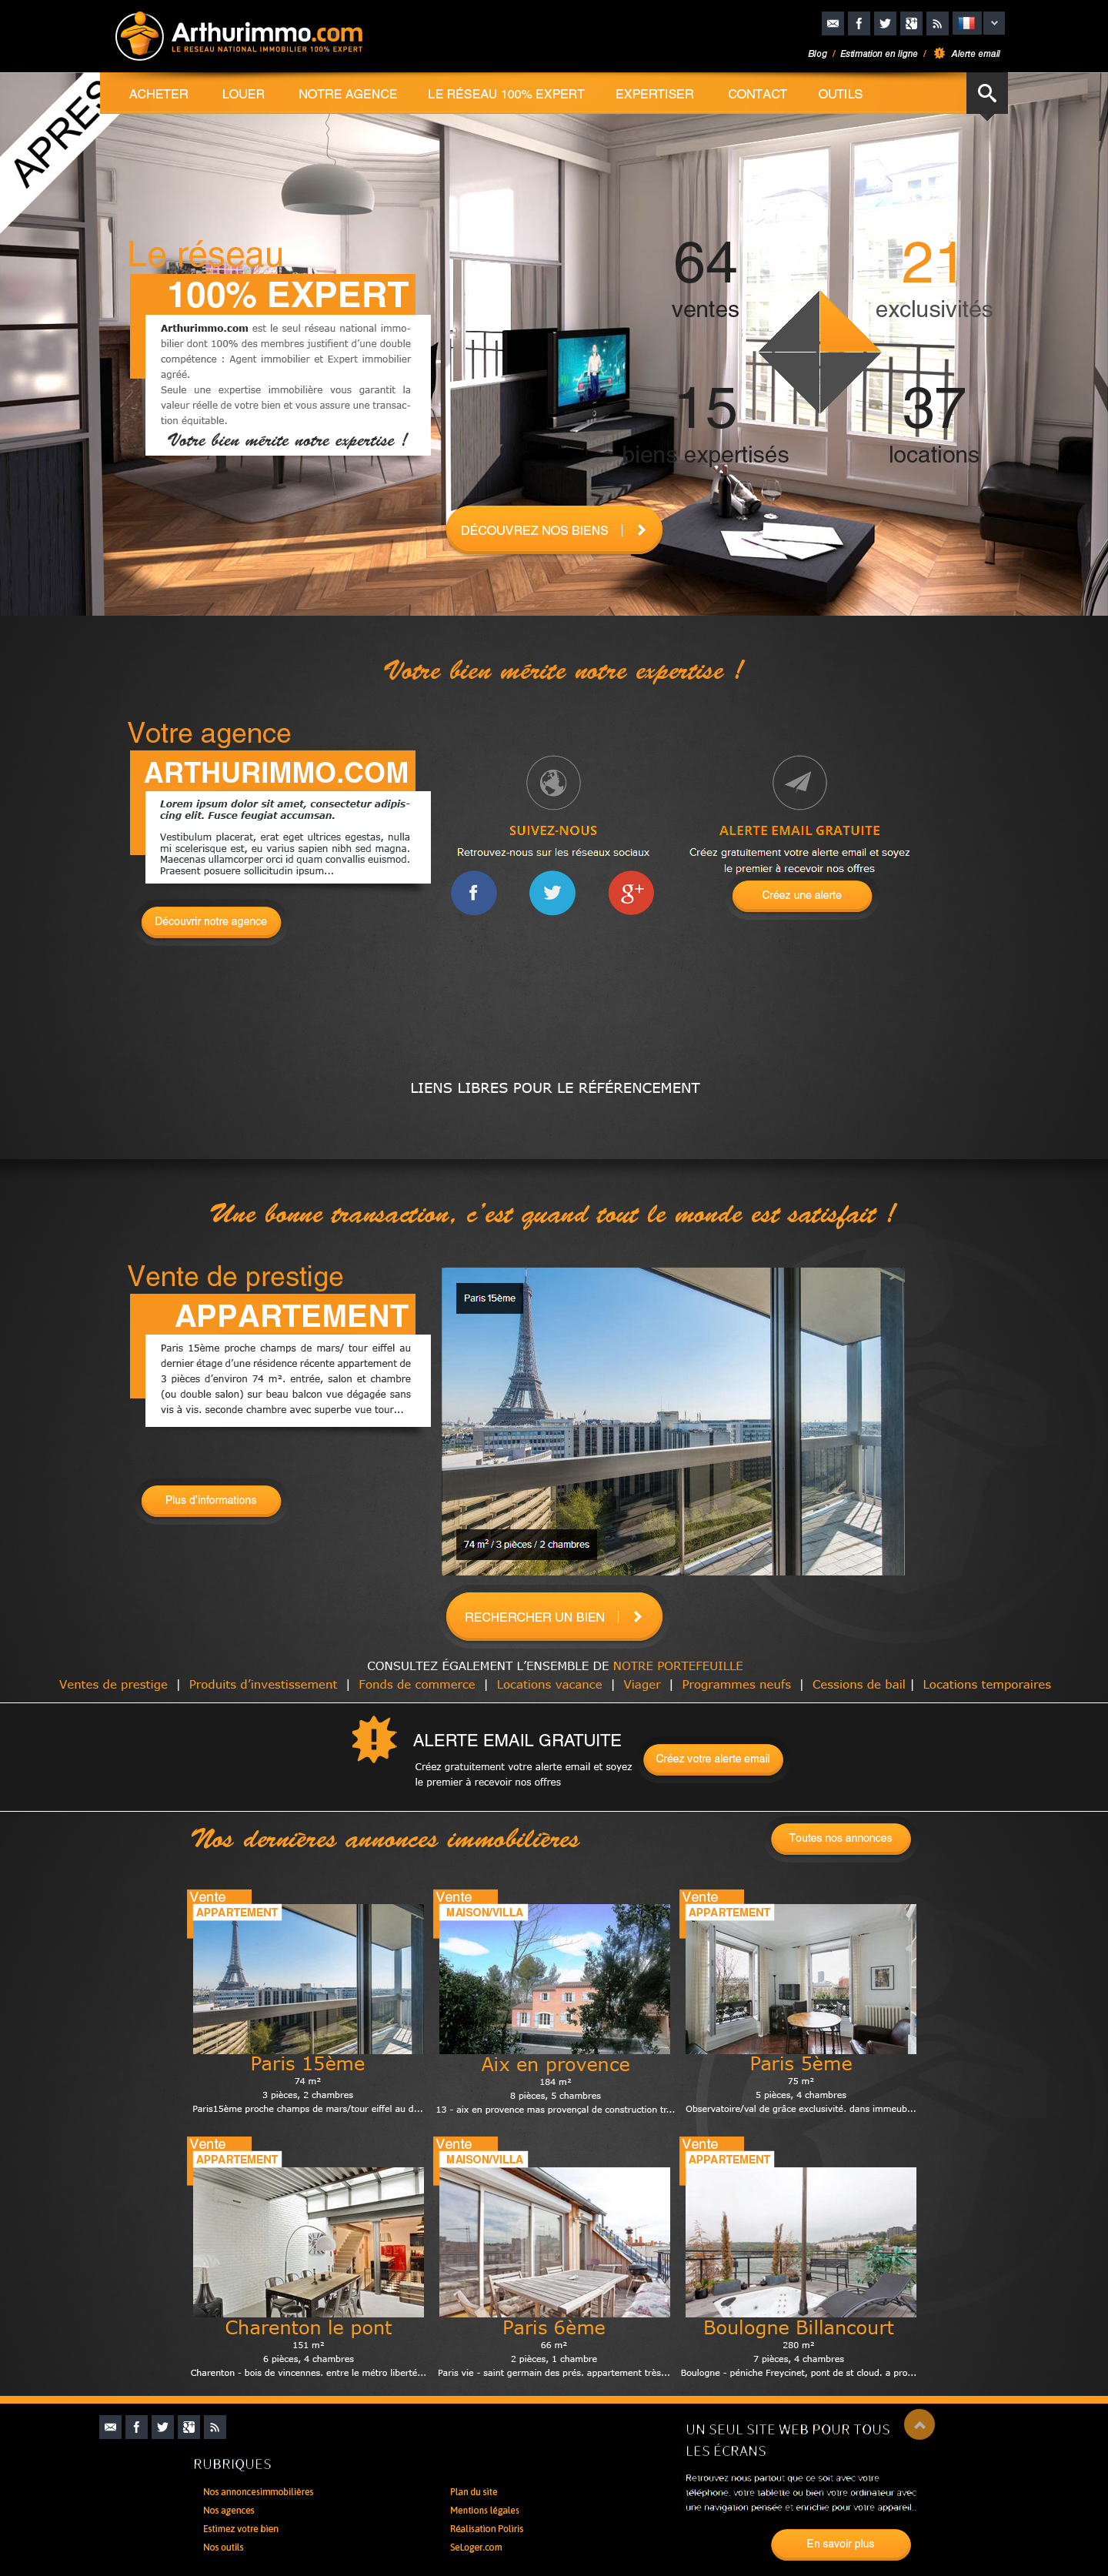 Arthurimmo.com
LE RESEAU NATIONAL IMMOBILIER 100% EXPERT
Blog / Estimation en ligne / Alerte email
APRES
ACHETER LOUER NOTRE AGENCE LE RÉSEAU 100% EXPERT EXPERTISER CONTACT OUTILS
Le réseau
100% EXPERT
Arthurimmo.com est le seul réseau national immo-
bilier dont 100% des membres justifient d'une double
compétence : Agent immobilier et Expert immobilier
agréé.
Seule une expertise immobilière vous garantit la
valeur réelle de votre bien et vous assure une transac-
tion équitable.
Votre bien mérite notre expertise !
64
ventes
21
exclusivités
15
biens expertisés
37
locations
DÉCOUVREZ NOS BIENS
Votre bien mérite notre expertise !
Votre agence
ARTHURIMMO.COM
Lorem ipsum dolor sit amet, consectetur adipis-
cing elit. Fusce feugiat accumsan.
Vestibulum placerat, erat eget ultrices egestas, nulla
mi scelerisque est, eu varius sapien nibh sed magna.
Maecenas ullamcorper orci id quam convallis euismod.
Praesent posuere sollicitudin ipsum...
Découvrir notre agence
SUIVEZ-NOUS
Retrouvez-nous sur les réseaux sociaux
f
g+
ALERTE EMAIL GRATUITE
Créez gratuitement votre alerte email et soyez
le premier à recevoir nos offres
Créez une alerte
LIENS LIBRES POUR LE RÉFÉRENCEMENT
Une bonne transaction, c'est quand tout le monde est satisfait !
Vente de prestige
APPARTEMENT
Paris 15ème proche champs de mars/ tour eiffel au
dernier étage d'une résidence récente appartement de
3 pièces d'environ 74 m². entrée, salon et chambre
(ou double salon) sur beau balcon vue dégagée sans
vis à vis. seconde chambre avec superbe vue tour...
Plus d'informations
Paris 15ème
74 m² / 3 pièces / 2 chambres
RECHERCHER UN BIEN
CONSULTEZ ÉGALEMENT L'ENSEMBLE DE NOTRE PORTEFEUILLE
Ventes de prestige | Produits d'investissement | Fonds de commerce | Locations vacance | Viager | Programmes neufs | Cessions de bail | Locations temporaires
ALERTE EMAIL GRATUITE
Créez gratuitement votre alerte email et soyez
le premier à recevoir nos offres
Créez votre alerte email
Nos dernières annonces immobilières
Toutes nos annonces
Vente
APPARTEMENT
Paris 15ème
74 m²
3 pièces, 2 chambres
Paris15ème proche champs de mars/tour eiffel au d...
Vente
MAISON/VILLA
Aix en provence
184 m²
8 pièces, 5 chambres
13 - aix en provence mas provençal de construction tr...
Vente
APPARTEMENT
Paris 5ème
75 m²
5 pièces, 4 chambres
Observatoire/val de grâce exclusivité. dans immeub...
Vente
APPARTEMENT
Charenton le pont
151 m²
6 pièces, 4 chambres
Charenton - bois de vincennes. entre le métro liberté...
Vente
MAISON/VILLA
Paris 6ème
66 m²
2 pièces, 1 chambre
Paris vie - saint germain des prés. appartement très...
Vente
APPARTEMENT
Boulogne Billancourt
280 m²
7 pièces, 4 chambres
Boulogne - péniche Freycinet, pont de st cloud. a pro...
RUBRIQUES
Nos annoncesimmobilières
Nos agences
Estimez votre bien
Nos outils
Plan du site
Mentions légales
Réalisation Poliris
SeLoger.com
UN SEUL SITE WEB POUR TOUS
LES ÉCRANS
Retrouvez nous partout que ce soit avec votre
téléphone, votre tablette ou bien votre ordinateur avec
une navigation pensée et enrichie pour votre appareil..
En savoir plus